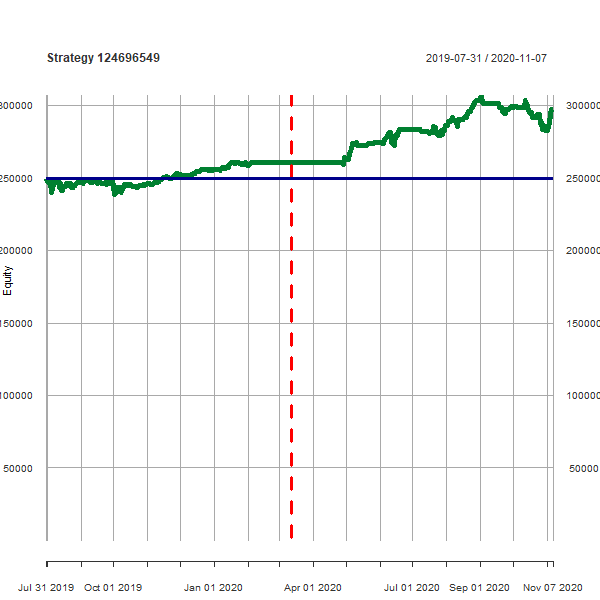 Strategy 124696549 2019-07-31 / 2020-11-07
300000 300000
250000 250000
200000 200000
150000 150000
100000 100000
50000 50000
Equity
Jul 31 2019 Oct 01 2019 Jan 01 2020 Apr 01 2020 Jul 01 2020 Sep 01 2020 Nov 07 2020